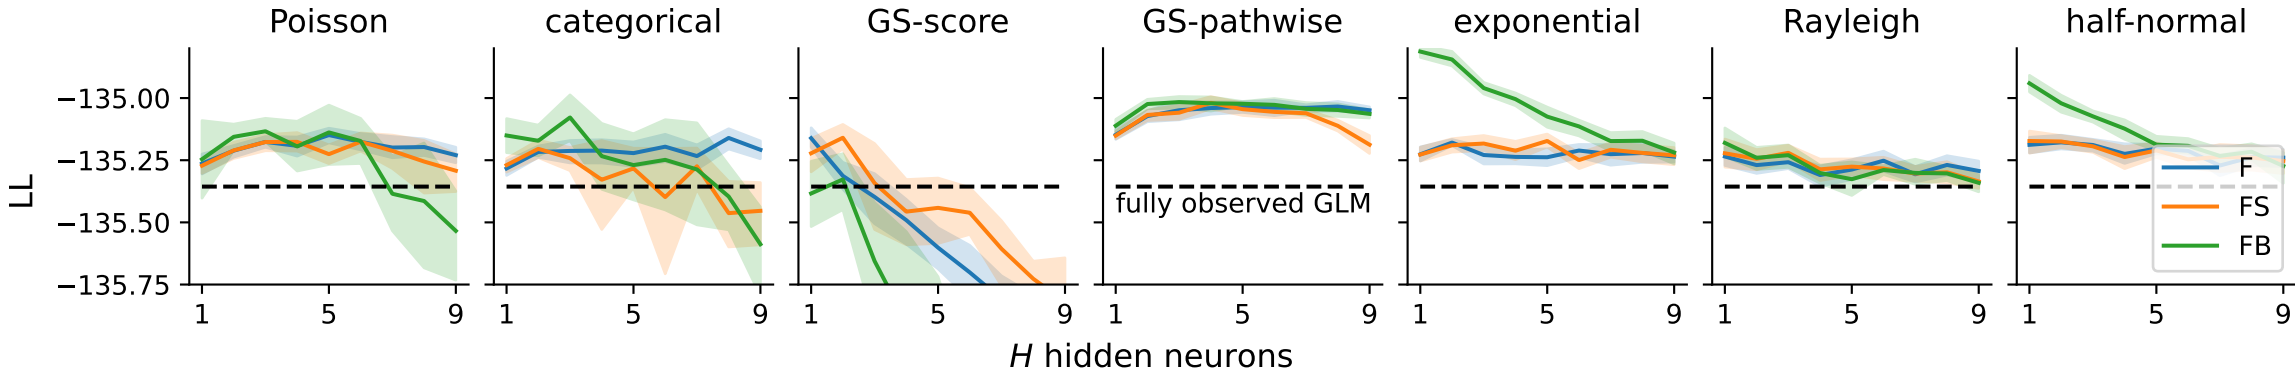 Poisson categorical GS-score GS-pathwise exponential Rayleigh half-normal
LL
−135.00
−135.25
−135.50
−135.75
fully observed GLM
F
FS
FB
1 5 9 1 5 9 1 5 9 1 5 9 1 5 9 1 5 9 1 5 9
H hidden neurons